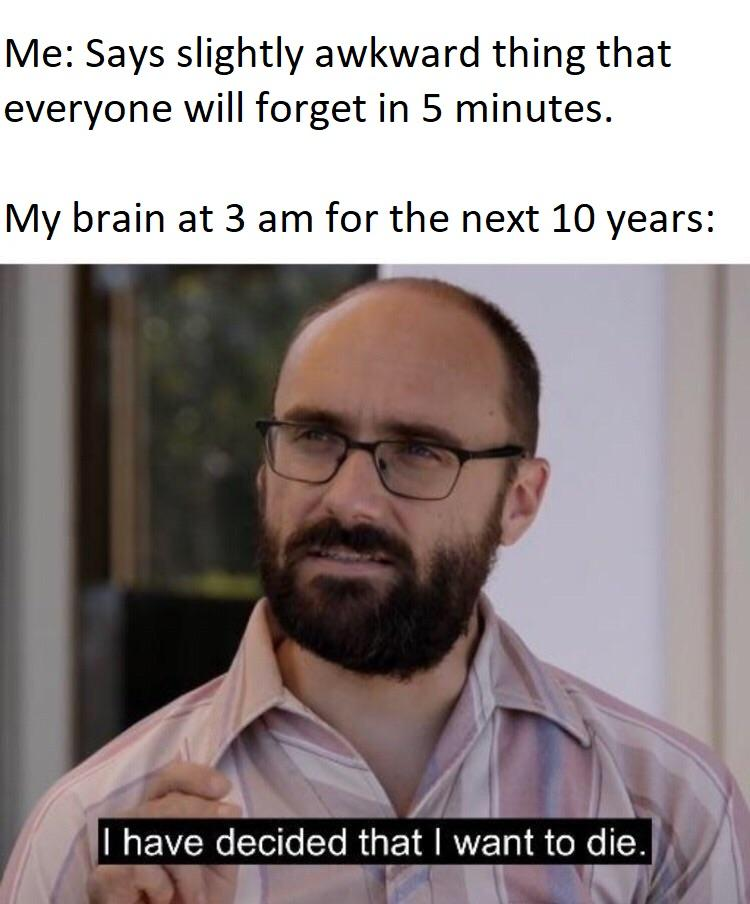 Me: Says slightly awkward thing that
everyone will forget in 5 minutes.
My brain at 3 am for the next 10 years:
I have decided that I want to die.